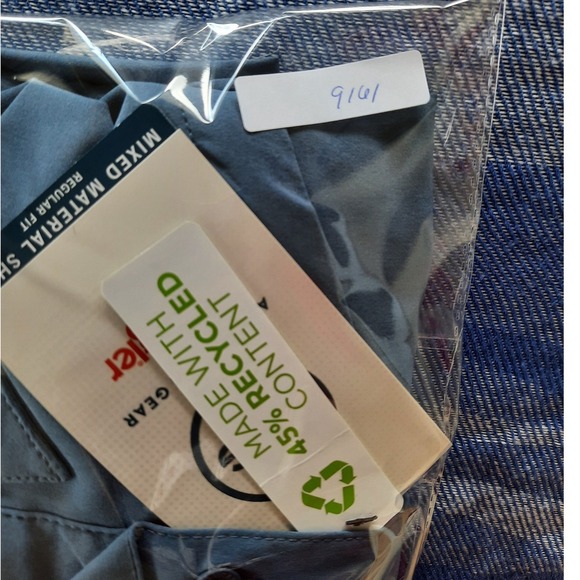 9161
MIXED MATERIAL SH
REGULAR FIT
MADE WITH
45% RECYCLED
CONTENT
GEAR